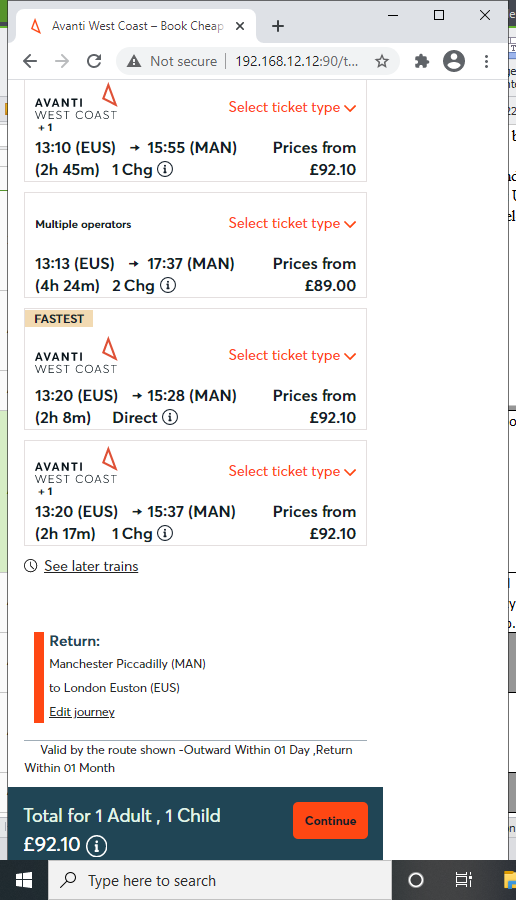 Avanti West Coast – Book Cheap
Not secure 192.168.12.12:90/t...
AVANTI
WEST COAST
+ 1
Select ticket type
13:10 (EUS) → 15:55 (MAN) Prices from
(2h 45m) 1 Chg £92.10
Multiple operators Select ticket type
13:13 (EUS) → 17:37 (MAN) Prices from
(4h 24m) 2 Chg £89.00
FASTEST
AVANTI
WEST COAST
Select ticket type
13:20 (EUS) → 15:28 (MAN) Prices from
(2h 8m) Direct £92.10
AVANTI
WEST COAST
+ 1
Select ticket type
13:20 (EUS) → 15:37 (MAN) Prices from
(2h 17m) 1 Chg £92.10
See later trains
Return:
Manchester Piccadilly (MAN)
to London Euston (EUS)
Edit journey
Valid by the route shown -Outward Within 01 Day ,Return
Within 01 Month
Total for 1 Adult , 1 Child
£92.10
Continue
Type here to search